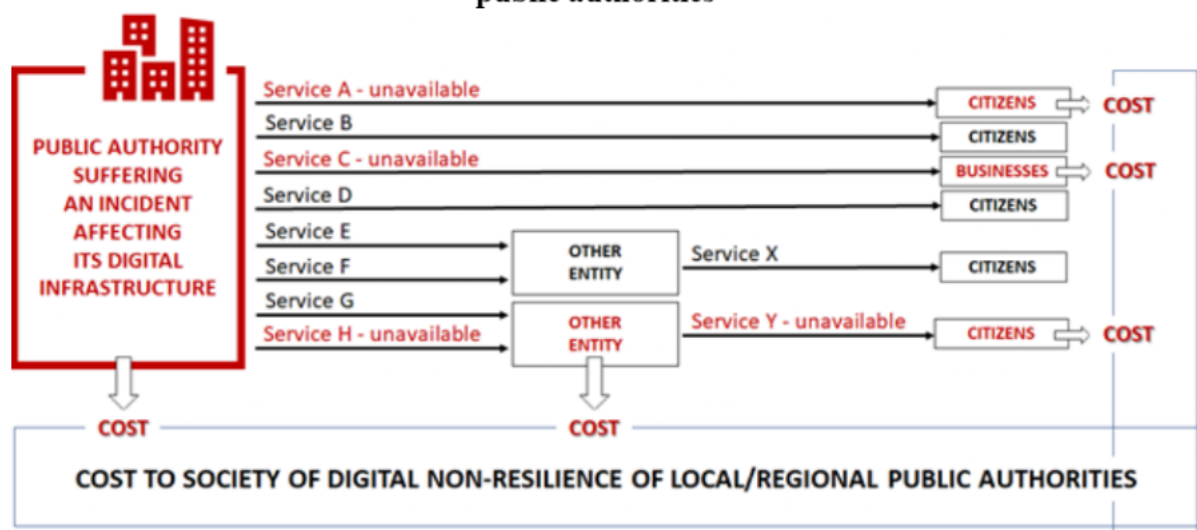 public authorities
Service A - unavailable
CITIZENS
COST
Service B
CITIZENS
PUBLIC AUTHORITY
SUFFERING
AN INCIDENT
AFFECTING
ITS DIGITAL
INFRASTRUCTURE
Service C - unavailable
BUSINESSES
COST
Service D
CITIZENS
Service E
Service F
OTHER
ENTITY
Service X
CITIZENS
Service G
Service H - unavailable
OTHER
ENTITY
Service Y - unavailable
CITIZENS
COST
COST
COST
COST TO SOCIETY OF DIGITAL NON-RESILIENCE OF LOCAL/REGIONAL PUBLIC AUTHORITIES